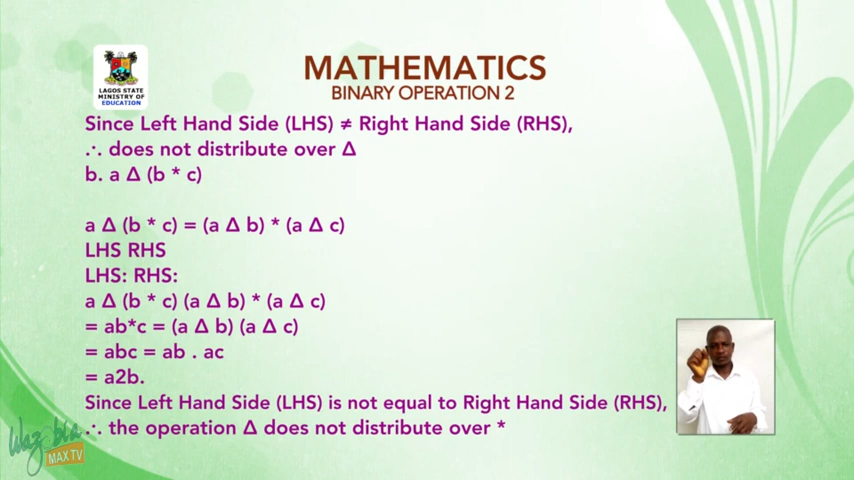 LAGOS STATE
MINISTRY OF
EDUCATION
MATHEMATICS
BINARY OPERATION 2
Since Left Hand Side (LHS) ≠ Right Hand Side (RHS),
∴ does not distribute over Δ
b. a Δ (b * c)
a Δ (b * c) = (a Δ b) * (a Δ c)
LHS RHS
LHS: RHS:
a Δ (b * c) (a Δ b) * (a Δ c)
= ab*c = (a Δ b) (a Δ c)
= abc = ab . ac
= a2b.
Since Left Hand Side (LHS) is not equal to Right Hand Side (RHS),
∴ the operation Δ does not distribute over *
Wazobia
MAX TV